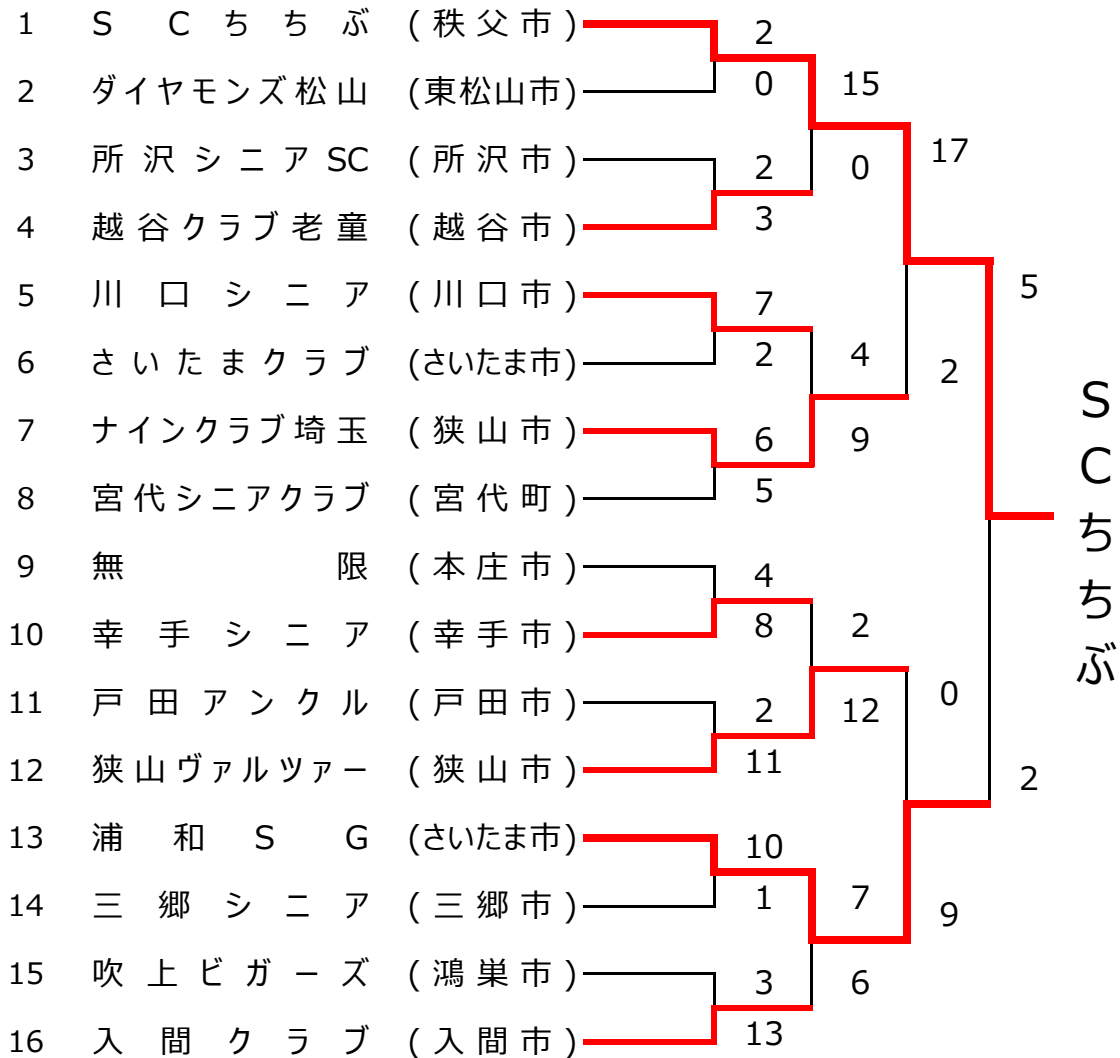 1 SCちちぶ (秩父市)
2 ダイヤモンズ松山 (東松山市)
3 所沢シニアSC (所沢市)
4 越谷クラブ老童 (越谷市)
5 川口シニア (川口市)
6 さいたまクラブ (さいたま市)
7 ナインクラブ埼玉 (狭山市)
8 宮代シニアクラブ (宮代町)
9 無限 (本庄市)
10 幸手シニア (幸手市)
11 戸田アンクル (戸田市)
12 狭山ヴァルツァー (狭山市)
13 浦和SG (さいたま市)
14 三郷シニア (三郷市)
15 吹上ビガーズ (鴻巣市)
16 入間クラブ (入間市)
2
0
2
3
7
2
6
5
4
8
2
11
10
1
3
13
15
0
4
9
2
12
7
6
17
2
0
9
5
2
SCちちぶ